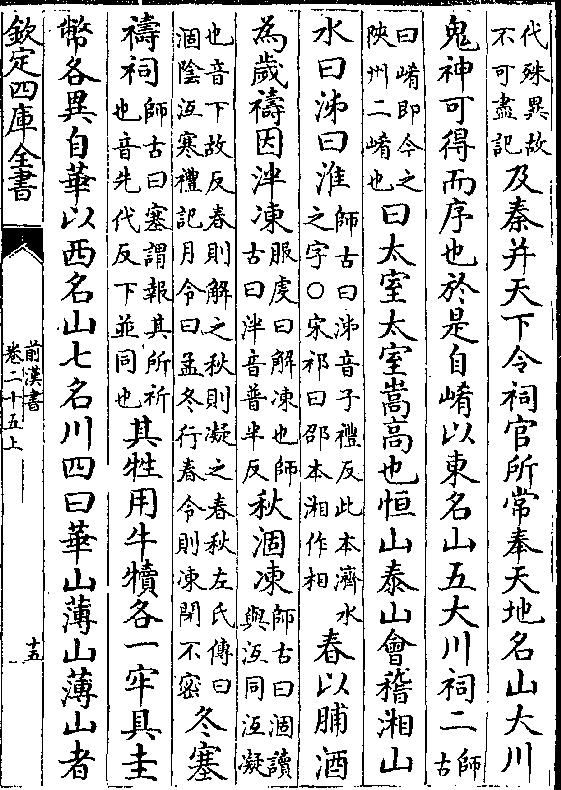 代殊異故
不可盡記
及秦并天下令祠官所常奉天地名山大川
鬼神可得而序也於是自崤以東名山五大川祠二
師
古
曰崤即今之
陜州二崤也
曰太室太室嵩高也恒山泰山會稽湘山
水曰泲曰淮
師古曰泲音子禮反此本濟水
之字○宋祁曰邵本湘作相
春以脯酒
為歲禱因泮凍
服虔曰解凍也師
古曰泮音普半反
秋涸凍
師古曰涸讀
與沍同沍凝
也音下故反春則解之秋則凝之春秋左氏傳曰
涸陰沍寒禮記月令曰孟冬行春令則凍閉不密
冬塞
禱祠
師古曰塞謂報其所祈
也音先代反下並同也
其牲用牛犢各一牢具圭
幣各異自華以西名山七名川四曰華山薄山薄山者
欽定四庫全書
前漢書
卷二十五上
十五